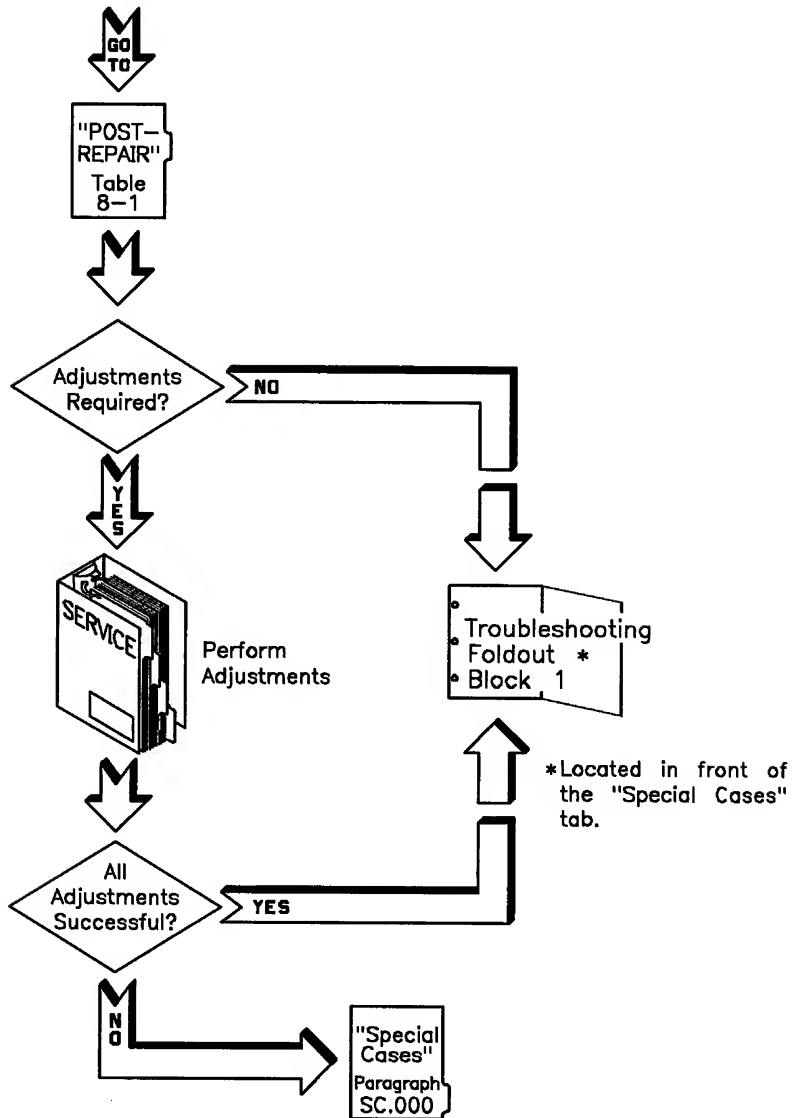 GO
TO
"POST-
REPAIR"
Table
8-1
Adjustments
Required?
NO
YES
SERVICE
Perform
Adjustments
Troubleshooting
Foldout *
Block 1
*Located in front of
the "Special Cases"
tab.
All
Adjustments
Successful?
YES
NO
"Special
Cases"
Paragraph
SC.000